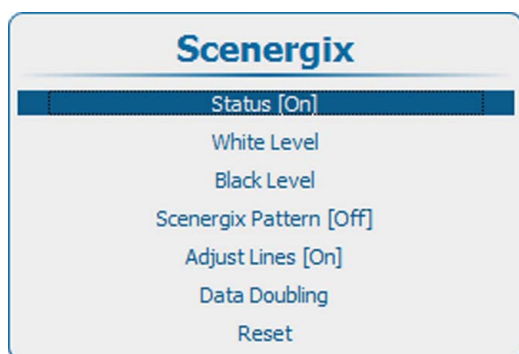 Scenergix
Status [On]
White Level
Black Level
Scenergix Pattern [Off]
Adjust Lines [On]
Data Doubling
Reset